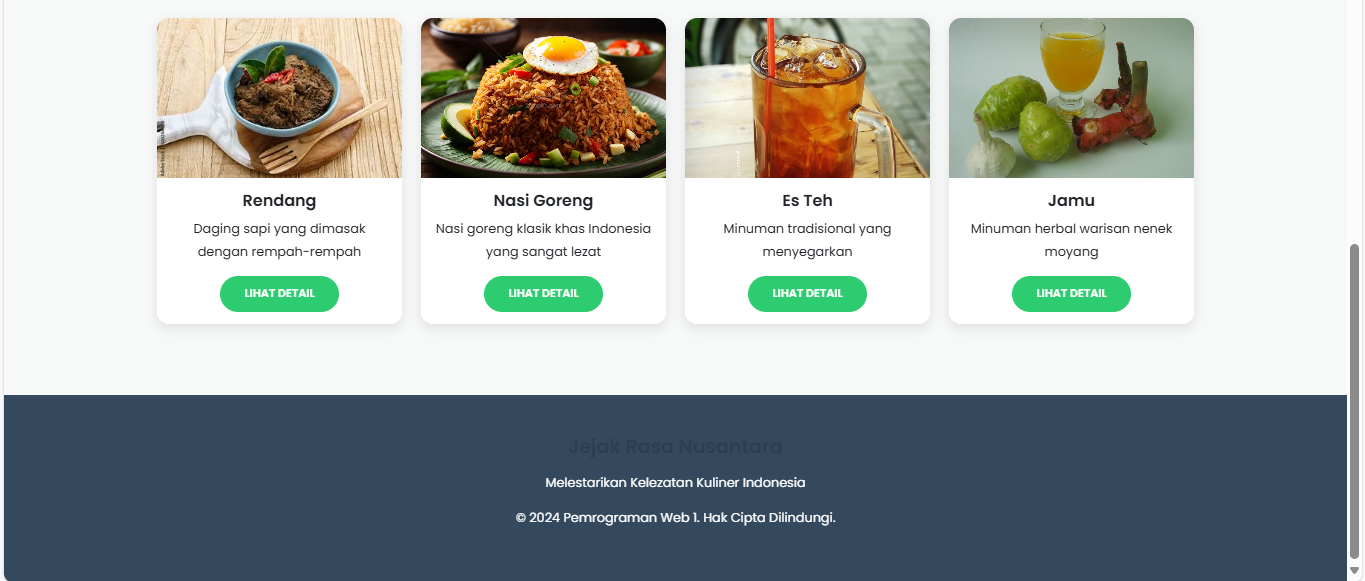 Rendang
Daging sapi yang dimasak
dengan rempah-rempah
LIHAT DETAIL
Nasi Goreng
Nasi goreng klasik khas Indonesia
yang sangat lezat
LIHAT DETAIL
Es Teh
Minuman tradisional yang
menyegarkan
LIHAT DETAIL
Jamu
Minuman herbal warisan nenek
moyang
LIHAT DETAIL
Jejak Rasa Nusantara
Melestarikan Kelezatan Kuliner Indonesia
© 2024 Pemrograman Web 1. Hak Cipta Dilindungi.